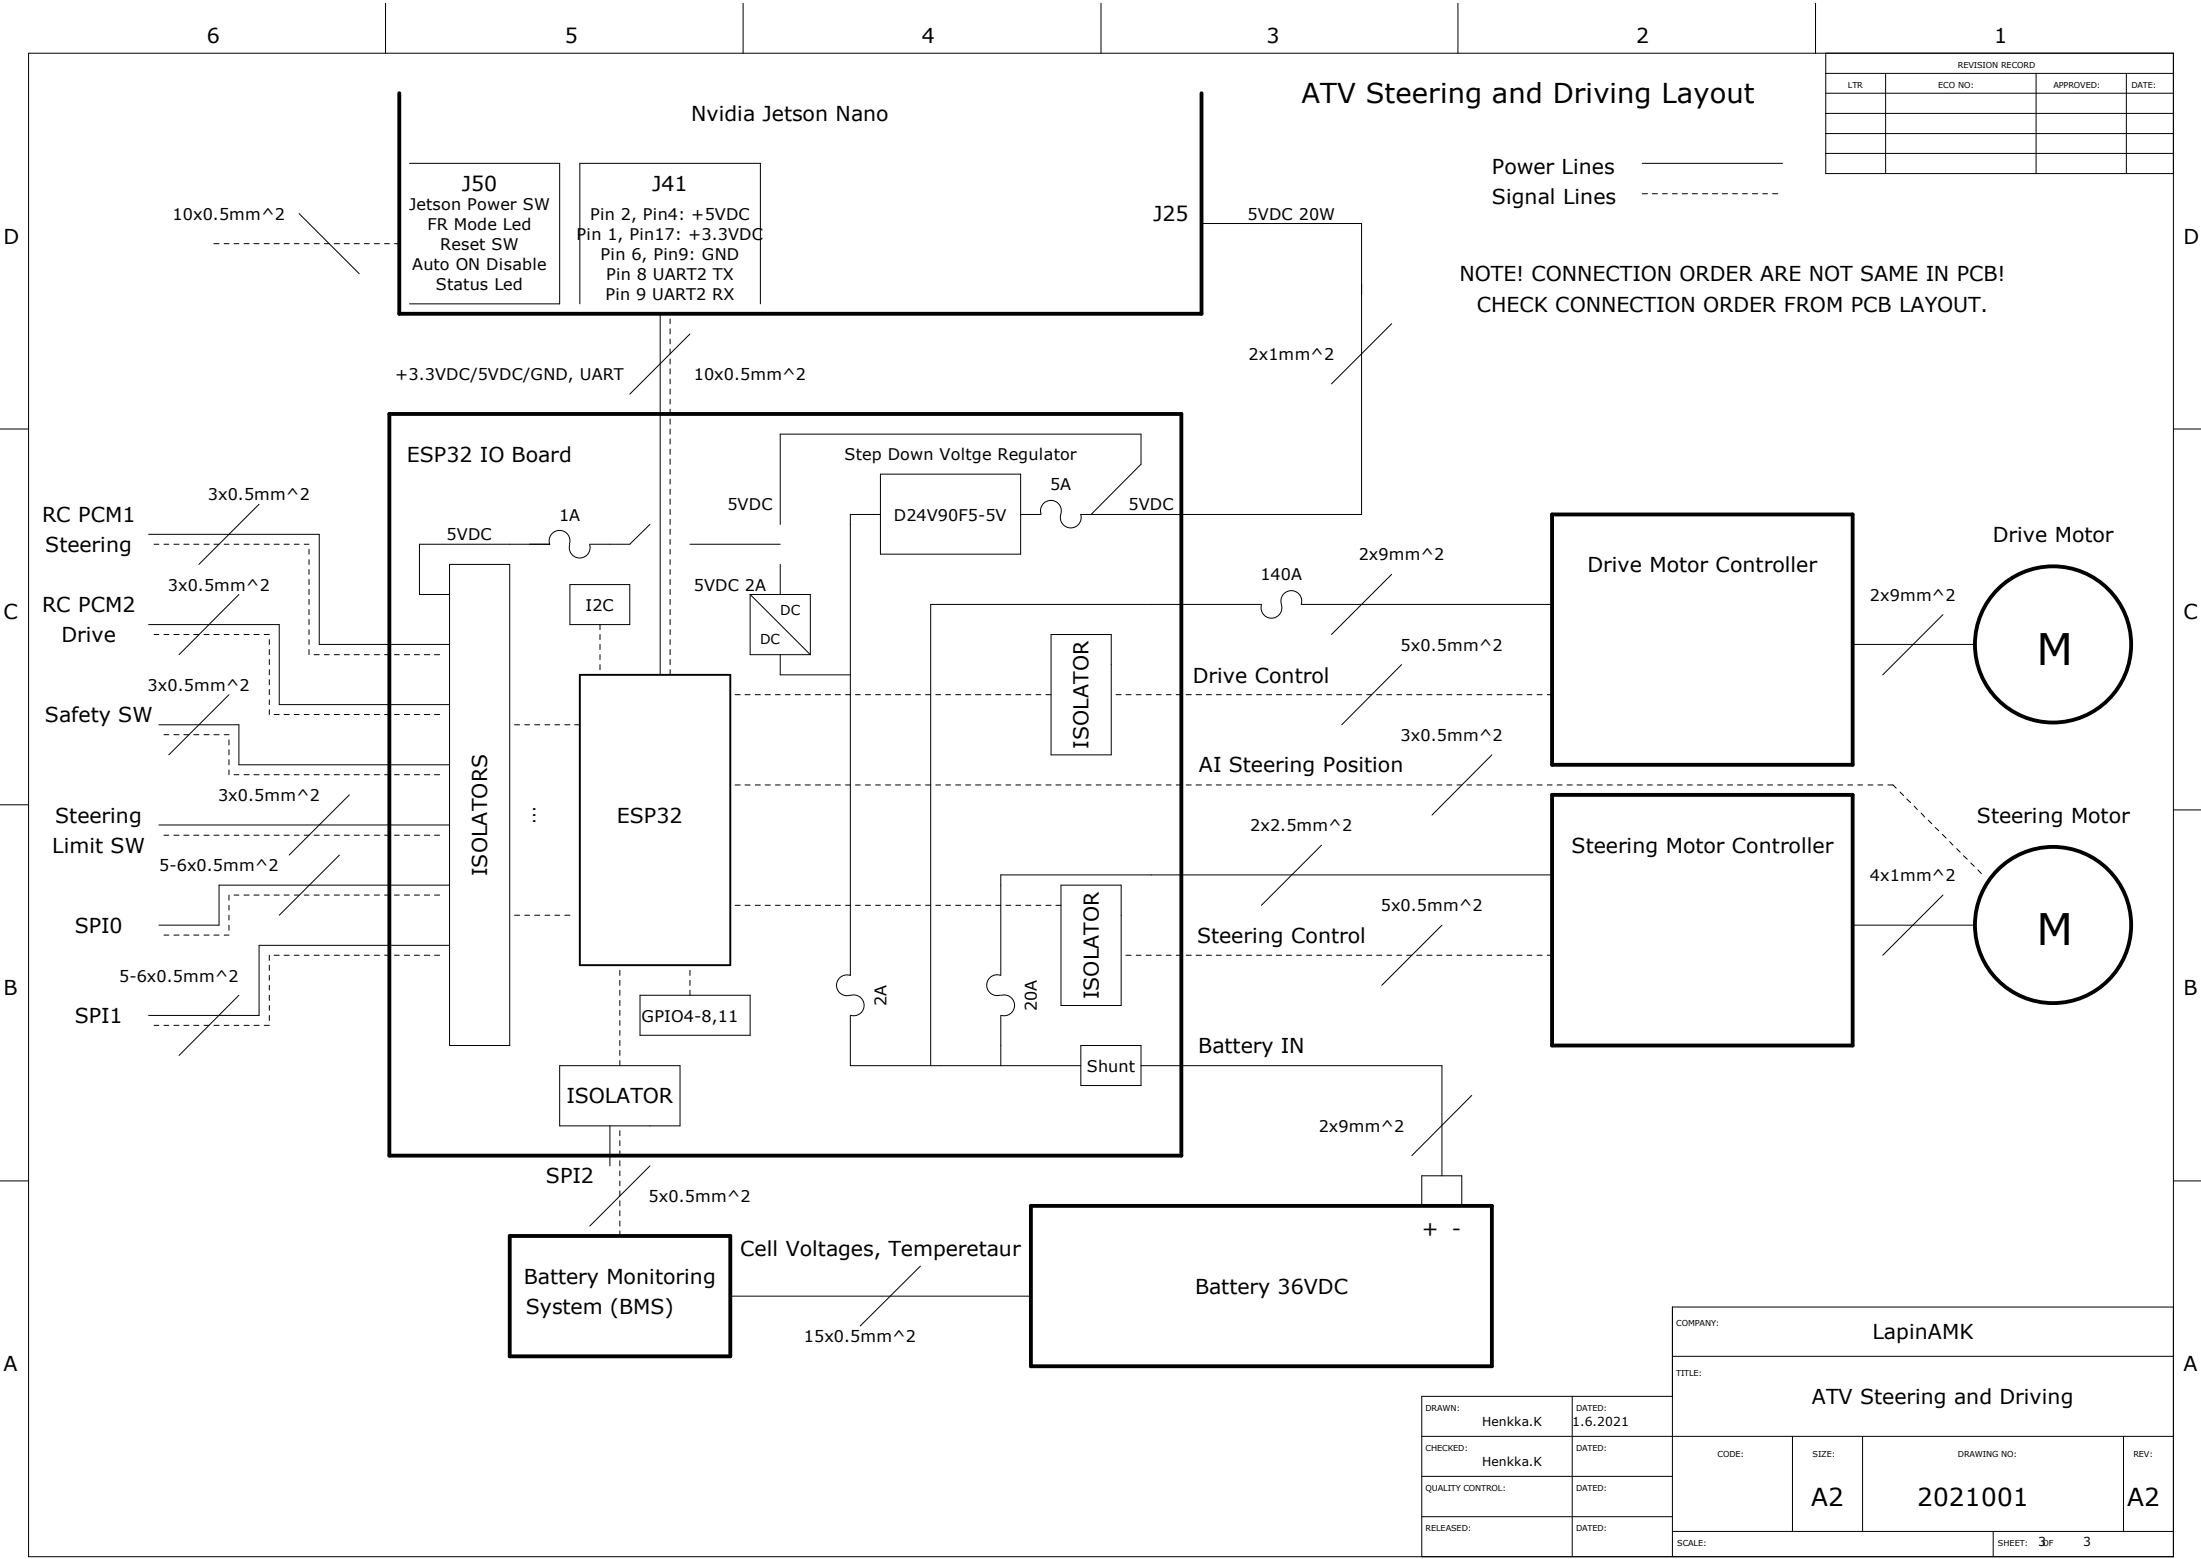 6 5 4 3 2 1
ATV Steering and Driving Layout
REVISION RECORD
LTR ECO NO: APPROVED: DATE:
Power Lines
Signal Lines
NOTE! CONNECTION ORDER ARE NOT SAME IN PCB!
CHECK CONNECTION ORDER FROM PCB LAYOUT.
D
D
Nvidia Jetson Nano
J50
Jetson Power SW
FR Mode Led
Reset SW
Auto ON Disable
Status Led
J41
Pin 2, Pin4: +5VDC
Pin 1, Pin17: +3.3VDC
Pin 6, Pin9: GND
Pin 8 UART2 TX
Pin 9 UART2 RX
J25
5VDC 20W
10x0.5mm^2
2x1mm^2
+3.3VDC/5VDC/GND, UART
10x0.5mm^2
ESP32 IO Board
Step Down Voltge Regulator
D24V90F5-5V
5A
5VDC
5VDC
5VDC
1A
5VDC 2A
DC
DC
I2C
C
C
RC PCM1
Steering
3x0.5mm^2
RC PCM2
Drive
3x0.5mm^2
Safety SW
3x0.5mm^2
Steering
Limit SW
3x0.5mm^2
SPI0
5-6x0.5mm^2
SPI1
5-6x0.5mm^2
ISOLATORS
...
ESP32
GPIO4-8,11
ISOLATOR
ISOLATOR
ISOLATOR
2A
20A
Shunt
140A
2x9mm^2
Drive Control
5x0.5mm^2
AI Steering Position
3x0.5mm^2
2x2.5mm^2
Steering Control
5x0.5mm^2
Battery IN
2x9mm^2
Drive Motor Controller
2x9mm^2
Drive Motor
M
Steering Motor Controller
4x1mm^2
Steering Motor
M
B
B
SPI2
5x0.5mm^2
Battery Monitoring
System (BMS)
Cell Voltages, Temperetaur
15x0.5mm^2
+ -
Battery 36VDC
A
A
COMPANY:
LapinAMK
TITLE:
ATV Steering and Driving
DRAWN: Henkka.K DATED: 1.6.2021
CHECKED: Henkka.K DATED:
QUALITY CONTROL: DATED:
RELEASED: DATED:
CODE: SIZE: DRAWING NO: REV:
A2 2021001 A2
SCALE: SHEET: 3 OF 3